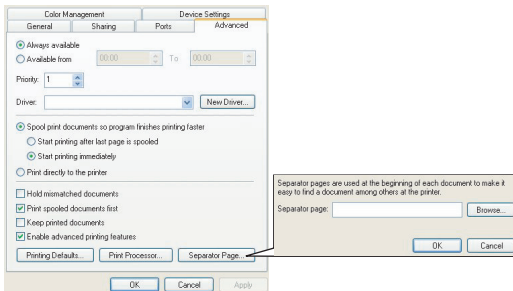 Color Management Device Settings
General Sharing Ports Advanced
Always available
Available from 00:00 To 00:00
Priority: 1
Driver: New Driver...
Spool print documents so program finishes printing faster
Start printing after last page is spooled
Start printing immediately
Print directly to the printer
Hold mismatched documents
Print spooled documents first
Keep printed documents
Enable advanced printing features
Printing Defaults... Print Processor... Separator Page...
OK Cancel Apply
Separator pages are used at the beginning of each document to make it
easy to find a document among others at the printer.
Separator page: Browse...
OK Cancel